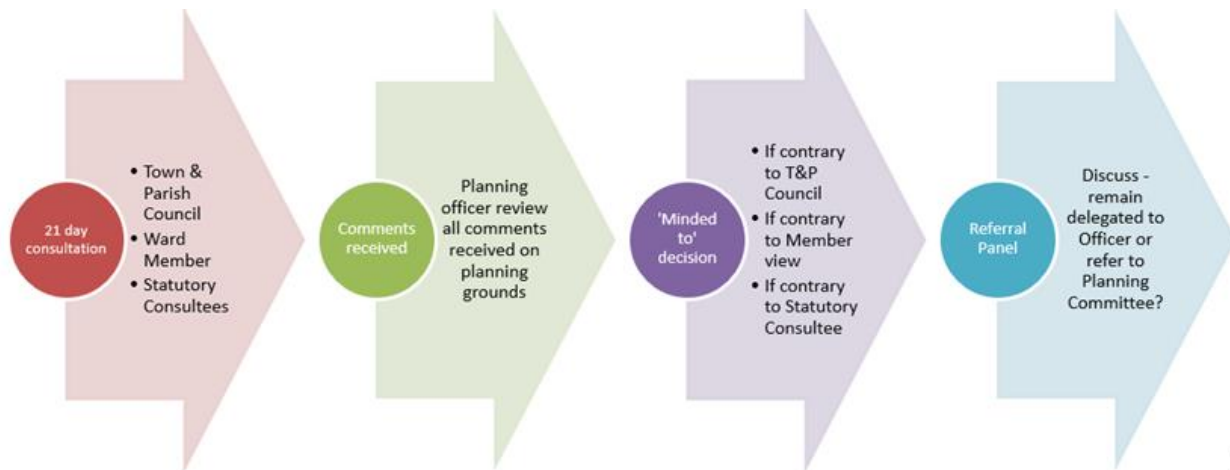 21 day
consultation
• Town &
Parish
Council
• Ward
Member
• Statutory
Consultees
Comments
received
Planning
officer review
all comments
received on
planning
grounds
'Minded
to'
decision
• If contrary
to T&P
Council
• If contrary
to Member
view
• If contrary
to Statutory
Consultee
Referral
Panel
Discuss -
remain
delegated to
Officer or
refer to
Planning
Committee?